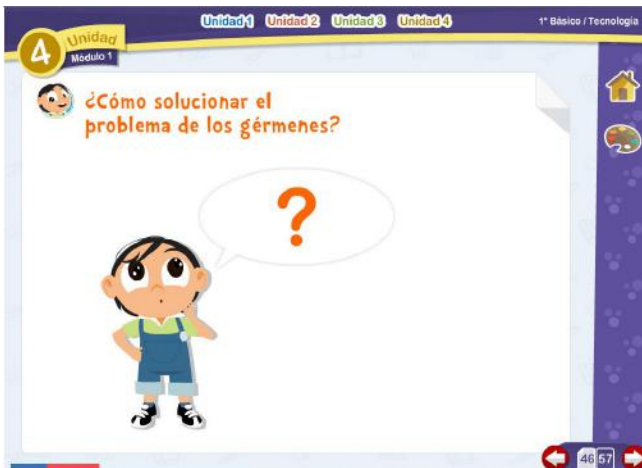 Unidad 1 Unidad 2 Unidad 3 Unidad 4
1° Básico / Tecnología
4 Unidad
Módulo 1
¿Cómo solucionar el
problema de los gérmenes?
?
46 57